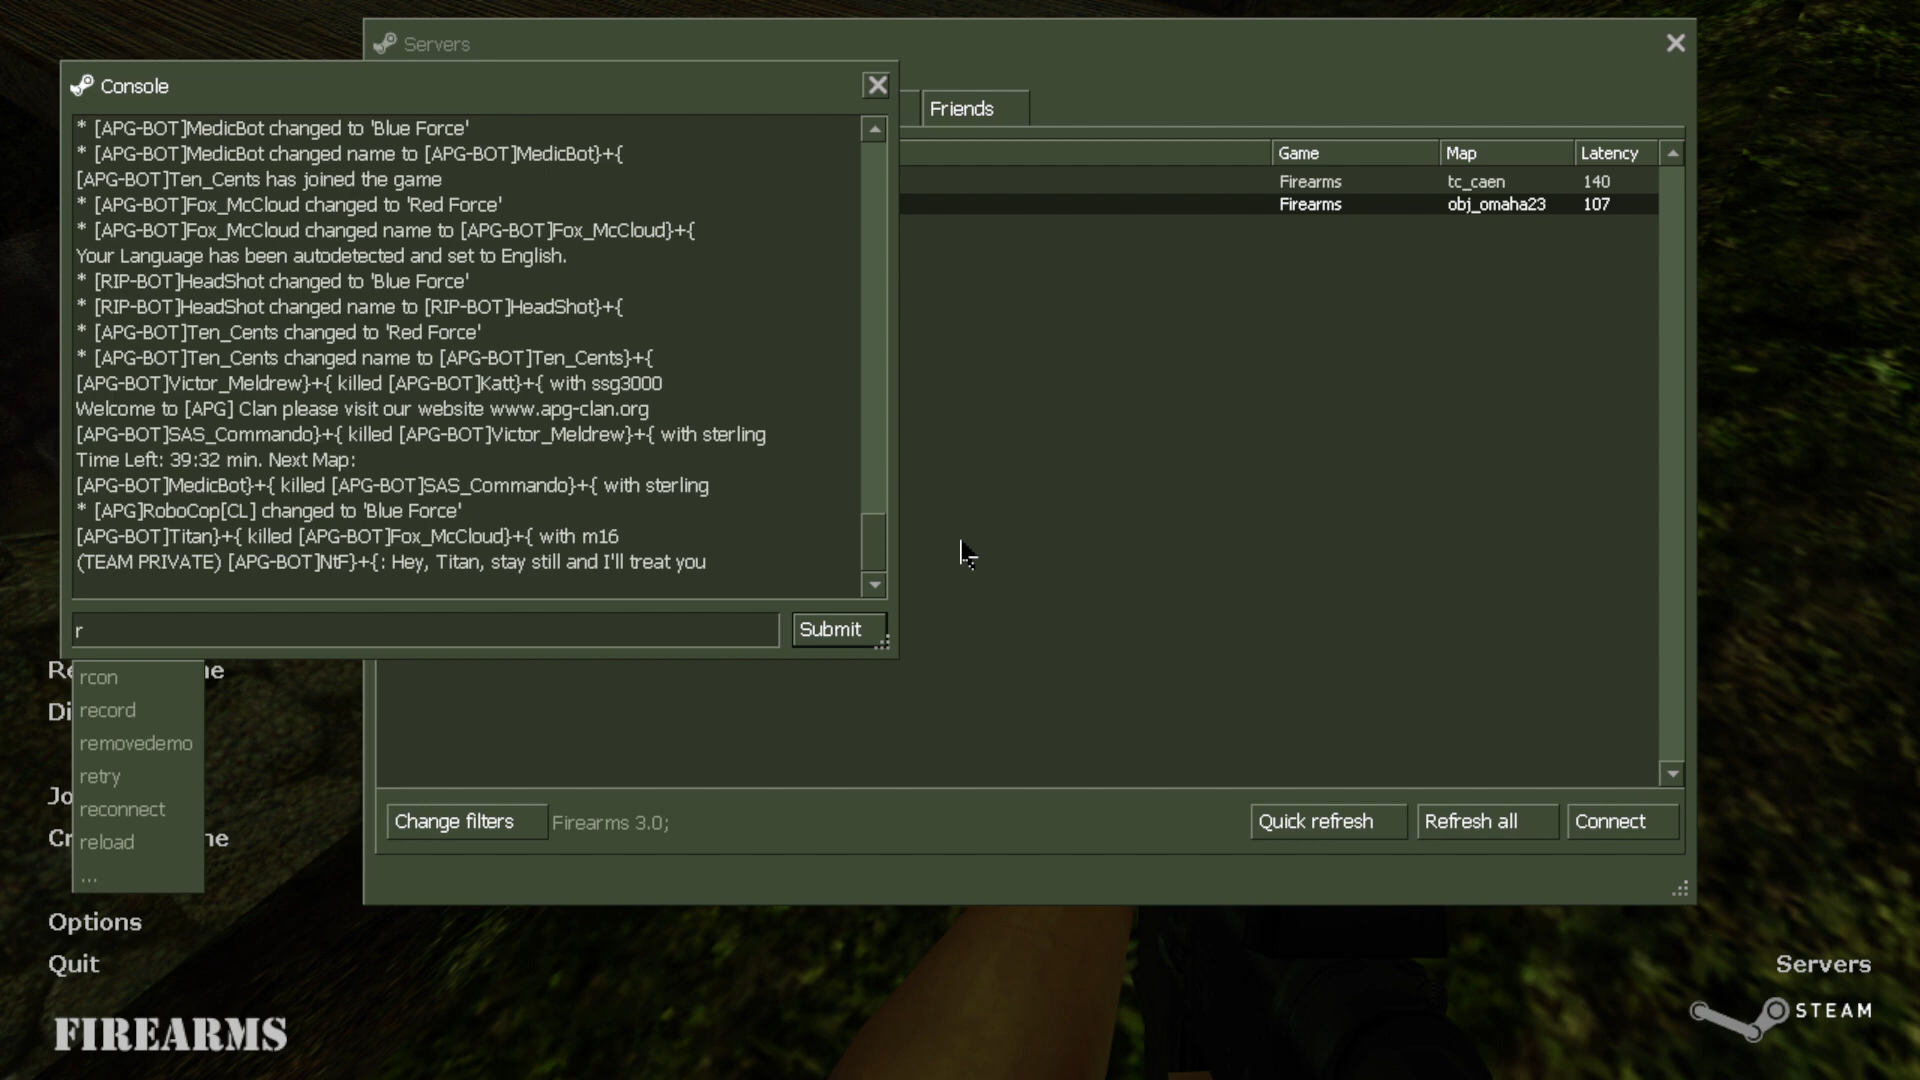 Servers
Console
* [APG-BOT]MedicBot changed to 'Blue Force'
* [APG-BOT]MedicBot changed name to [APG-BOT]MedicBot}+{
[APG-BOT]Ten_Cents has joined the game
* [APG-BOT]Fox_McCloud changed to 'Red Force'
* [APG-BOT]Fox_McCloud changed name to [APG-BOT]Fox_McCloud}+{
Your Language has been autodetected and set to English.
* [RIP-BOT]HeadShot changed to 'Blue Force'
* [RIP-BOT]HeadShot changed name to [RIP-BOT]HeadShot}+{
* [APG-BOT]Ten_Cents changed to 'Red Force'
* [APG-BOT]Ten_Cents changed name to [APG-BOT]Ten_Cents}+{
[APG-BOT]Victor_Meldrew}+{ killed [APG-BOT]Katt}+{ with ssg3000
Welcome to [APG] Clan please visit our website www.apg-clan.org
[APG-BOT]SAS_Commando}+{ killed [APG-BOT]Victor_Meldrew}+{ with sterling
Time Left: 39:32 min. Next Map:
[APG-BOT]MedicBot}+{ killed [APG-BOT]SAS_Commando}+{ with sterling
* [APG]RoboCop[CL] changed to 'Blue Force'
[APG-BOT]Titan}+{ killed [APG-BOT]Fox_McCloud}+{ with m16
(TEAM PRIVATE) [APG-BOT]NtF}+{: Hey, Titan, stay still and I'll treat you
r
Submit
rcon
record
removedemo
retry
reconnect
reload
...
Friends
Game Map Latency
Firearms tc_caen 140
Firearms obj_omaha23 107
Change filters Firearms 3.0; Quick refresh Refresh all Connect
Re ne
Di
Jo
Cr ne
Options
Quit
FIREARMS
Servers
STEAM